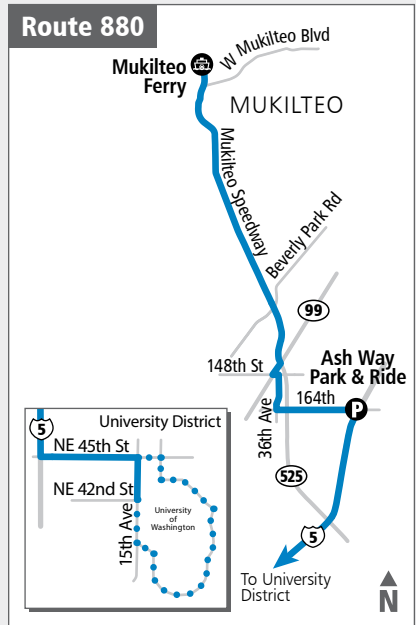 Route 880
W Mukilteo Blvd
Mukilteo
Ferry
MUKILTEO
Mukilteo Speedway
Beverly Park Rd
99
148th St
Ash Way
Park & Ride
164th
P
36th Ave
525
5
To University
District
N
University District
5
NE 45th St
NE 42nd St
15th Ave
University
of
Washington